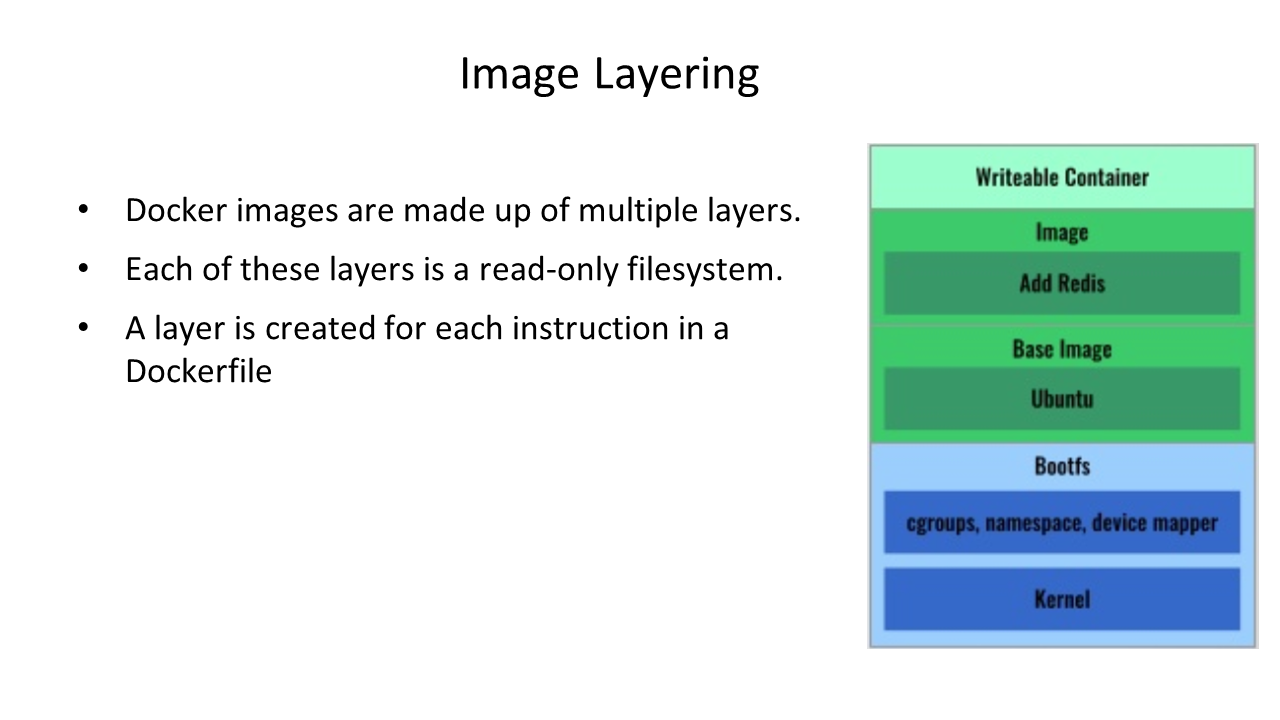 Image Layering
• Docker images are made up of multiple layers.
• Each of these layers is a read-only filesystem.
• A layer is created for each instruction in a
Dockerfile
Writeable Container
Image
Add Redis
Base Image
Ubuntu
Bootfs
cgroups, namespace, device mapper
Kernel